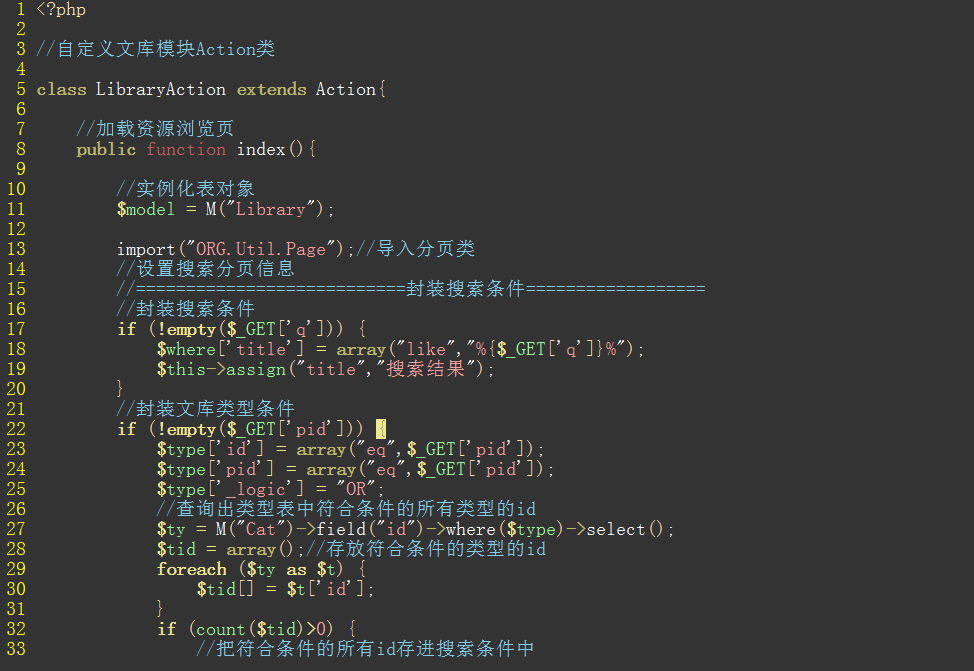 1 <?php
2
3 //自定义文库模块Action类
4
5 class LibraryAction extends Action{
6
7     //加载资源浏览页
8     public function index(){
9
10         //实例化表对象
11         $model = M("Library");
12
13         import("ORG.Util.Page");//导入分页类
14         //设置搜索分页信息
15         //===========================封装搜索条件==================
16         //封装搜索条件
17         if (!empty($_GET['q'])) {
18             $where['title'] = array("like","%{$_GET['q']}%");
19             $this->assign("title","搜索结果");
20         }
21         //封装文库类型条件
22         if (!empty($_GET['pid'])) {
23             $type['id'] = array("eq",$_GET['pid']);
24             $type['pid'] = array("eq",$_GET['pid']);
25             $type['_logic'] = "OR";
26             //查询出类型表中符合条件的所有类型的id
27             $ty = M("Cat")->field("id")->where($type)->select();
28             $tid = array();//存放符合条件的类型的id
29             foreach ($ty as $t) {
30                 $tid[] = $t['id'];
31             }
32             if (count($tid)>0) {
33                 //把符合条件的所有id存进搜索条件中